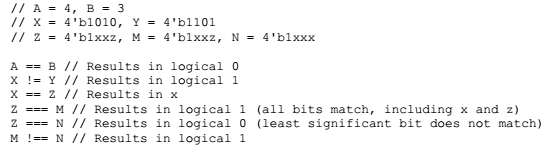 // A = 4, B = 3
// X = 4'b1010, Y = 4'b1101
// Z = 4'b1xxz, M = 4'b1xxz, N = 4'b1xxx
A == B // Results in logical 0
X != Y // Results in logical 1
X == Z // Results in x
Z === M // Results in logical 1 (all bits match, including x and z)
Z === N // Results in logical 0 (least significant bit does not match)
M !== N // Results in logical 1